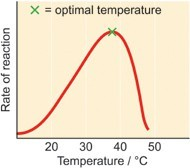 × = optimal temperature
Rate of reaction
20 30 40 50
Temperature / °C